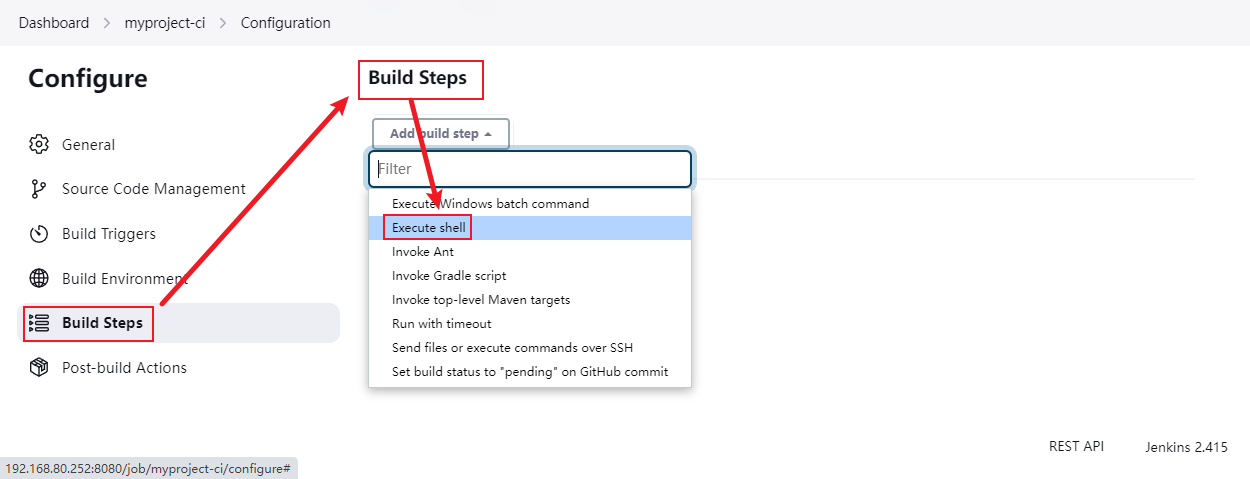 Dashboard > myproject-ci > Configuration
Configure
General
Source Code Management
Build Triggers
Build Environment
Build Steps
Post-build Actions
Build Steps
Add build step
Filter
Execute Windows batch command
Execute shell
Invoke Ant
Invoke Gradle script
Invoke top-level Maven targets
Run with timeout
Send files or execute commands over SSH
Set build status to "pending" on GitHub commit
REST API Jenkins 2.415
192.168.80.252:8080/job/myproject-ci/configure#